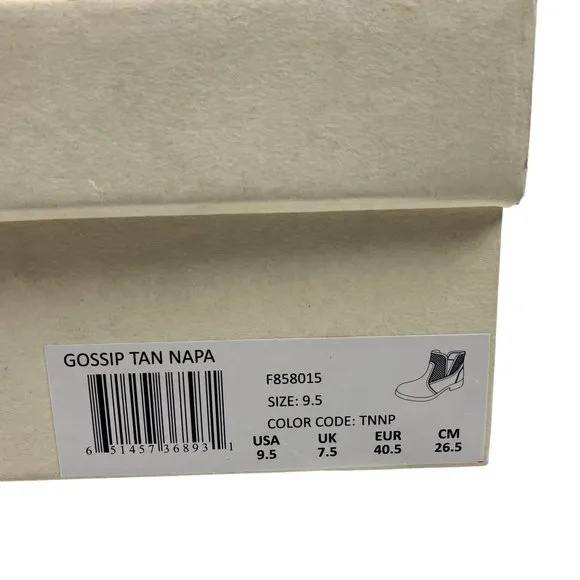 GOSSIP TAN NAPA
F858015
SIZE: 9.5
COLOR CODE: TNNP
6 51457 36893 1
USA UK EUR CM
9.5 7.5 40.5 26.5